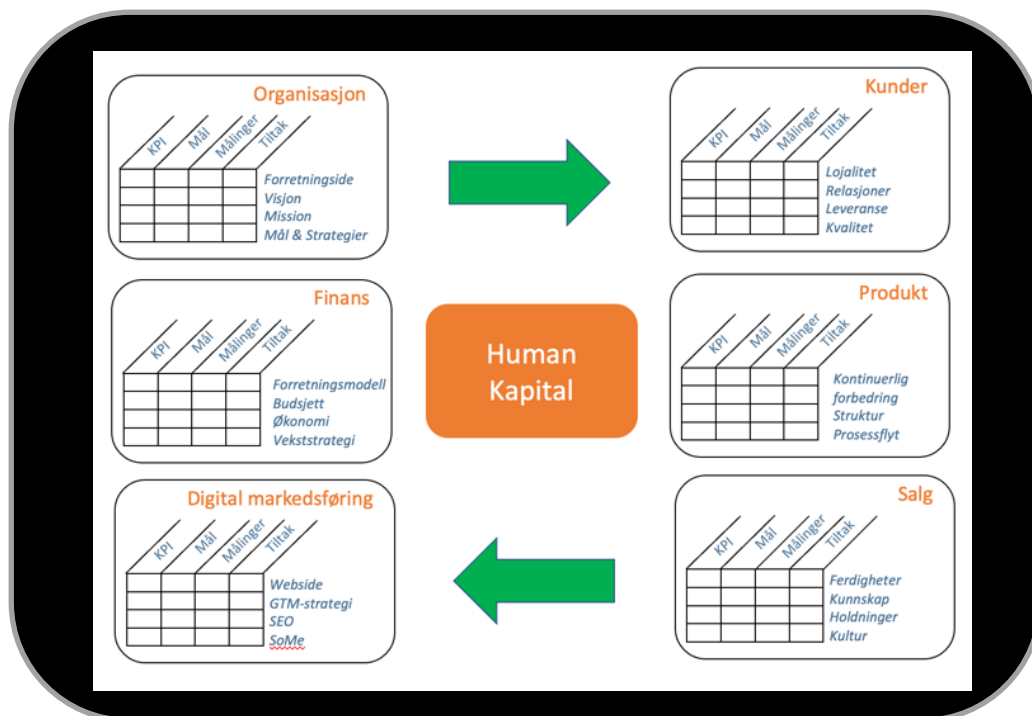 Organisasjon
KPI
Mål
Målinger
Tiltak
Forretningside
Visjon
Mission
Mål & Strategier
Kunder
KPI
Mål
Målinger
Tiltak
Lojalitet
Relasjoner
Leveranse
Kvalitet
Finans
KPI
Mål
Målinger
Tiltak
Forretningsmodell
Budsjett
Økonomi
Vekststrategi
Human
Kapital
Produkt
KPI
Mål
Målinger
Tiltak
Kontinuerlig
forbedring
Struktur
Prosessflyt
Digital markedsføring
KPI
Mål
Målinger
Tiltak
Webside
GTM-strategi
SEO
SoMe
Salg
KPI
Mål
Målinger
Tiltak
Ferdigheter
Kunnskap
Holdninger
Kultur